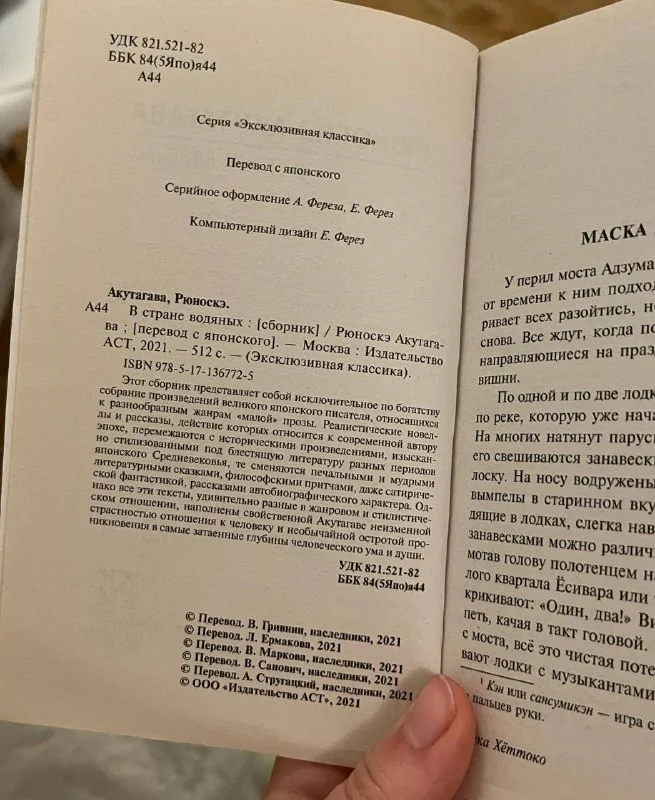 УДК 821.521-82
ББК 84(5Япо)я44
А44
Серия «Эксклюзивная классика»
Перевод с японского
Серийное оформление А. Фереза, Е. Ферез
Компьютерный дизайн Е. Ферез
Акутагава, Рюноскэ.
А44 В стране водяных : [сборник] / Рюноскэ Акутага-
ва ; [перевод с японского]. — Москва : Издательство
АСТ, 2021. — 512 с. — (Эксклюзивная классика).
ISBN 978-5-17-136772-5
Этот сборник представляет собой исключительное по богатству
собрание произведений великого японского писателя, относящихся
к разнообразным жанрам «малой» прозы. Реалистические новел-
лы и рассказы, действие которых относится к современной автору
эпохе, перемежаются с историческими произведениями, изыскан-
но стилизованными под блестящую литературу разных периодов
японского Средневековья, те сменяются печальными и мудрыми
литературными сказками, философскими притчами, даже сатириче-
ской фантастикой, рассказами автобиографического характера. Од-
нако все эти тексты, удивительно разные в жанровом и стилистиче-
ском отношении, наполнены свойственной Акутагаве неизменной
страстностью отношения к человеку и необычайной остротой про-
никновения в самые затаенные глубины человеческого ума и души.
УДК 821.521-82
ББК 84(5Япо)я44
© Перевод. В. Гривнин, наследники, 2021
© Перевод. Л. Ермакова, 2021
© Перевод. В. Маркова, наследники, 2021
© Перевод. В. Санович, наследники, 2021
© Перевод. А. Стругацкий, наследники, 2021
© ООО «Издательство АСТ», 2021
МАСКА
У перил моста Адзума
от времени к ним подход
ривает всех разойтись, но
снова. Все ждут, когда по
направляющиеся на праз
вишни.
По одной и по две лодк
по реке, которую уже нача
На многих натянут парус
его свешиваются занавеск
лоску. На носу водружены
вымпелы в старинном вку
дящие в лодках, слегка нав
занавесками можно различ
мотав голову полотенцем н
лого квартала Ёсивара или
крикивают: «Один, два!» Ви
петь, качая в такт головой.
с моста, всё это чистая поте
вают лодки с музыкантами
¹ Кэн или сансумикэн — игра с
пальцев руки.
ка Хёттоко